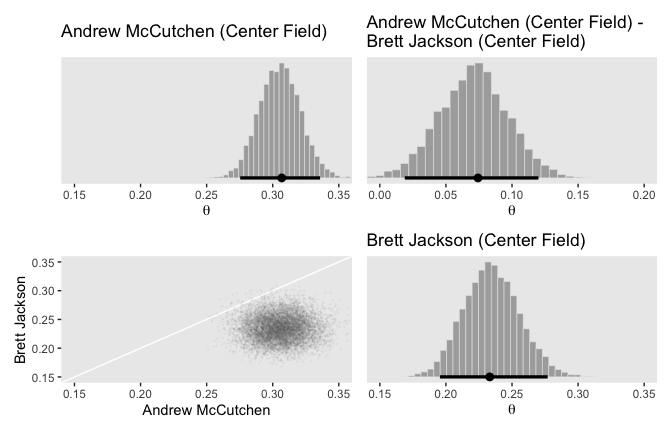 Andrew McCutchen (Center Field)
0.15 0.20 0.25 0.30 0.35
θ
Andrew McCutchen (Center Field) -
Brett Jackson (Center Field)
0.00 0.05 0.10 0.15 0.20
θ
Brett Jackson
0.35
0.30
0.25
0.20
0.15
0.15 0.20 0.25 0.30 0.35
Andrew McCutchen
Brett Jackson (Center Field)
0.15 0.20 0.25 0.30 0.35
θ